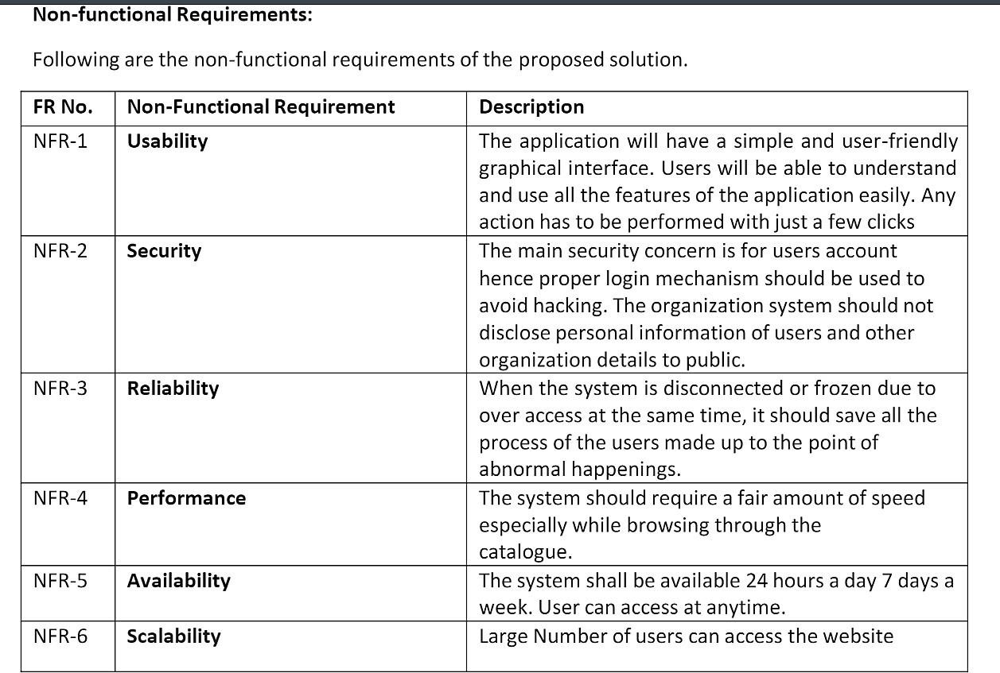 Non-functional Requirements:
Following are the non-functional requirements of the proposed solution.
FR No. Non-Functional Requirement Description
NFR-1 Usability The application will have a simple and user-friendly
graphical interface. Users will be able to understand
and use all the features of the application easily. Any
action has to be performed with just a few clicks
NFR-2 Security The main security concern is for users account
hence proper login mechanism should be used to
avoid hacking. The organization system should not
disclose personal information of users and other
organization details to public.
NFR-3 Reliability When the system is disconnected or frozen due to
over access at the same time, it should save all the
process of the users made up to the point of
abnormal happenings.
NFR-4 Performance The system should require a fair amount of speed
especially while browsing through the
catalogue.
NFR-5 Availability The system shall be available 24 hours a day 7 days a
week. User can access at anytime.
NFR-6 Scalability Large Number of users can access the website